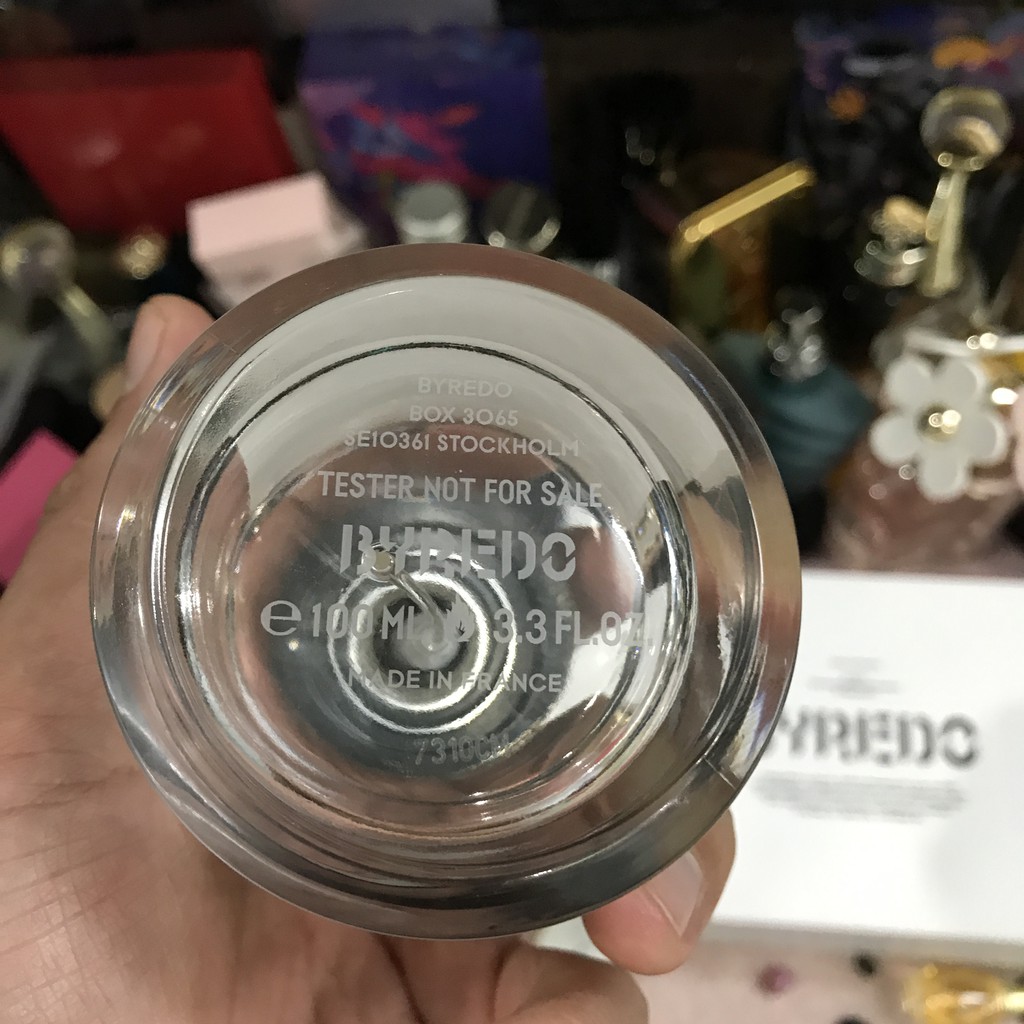 BYREDO
BOX 3065
SE10361 STOCKHOLM
TESTER NOT FOR SALE
BYREDO
℮ 100 ML 3.3 FL.OZ
MADE IN FRANCE
7310CM
BYREDO